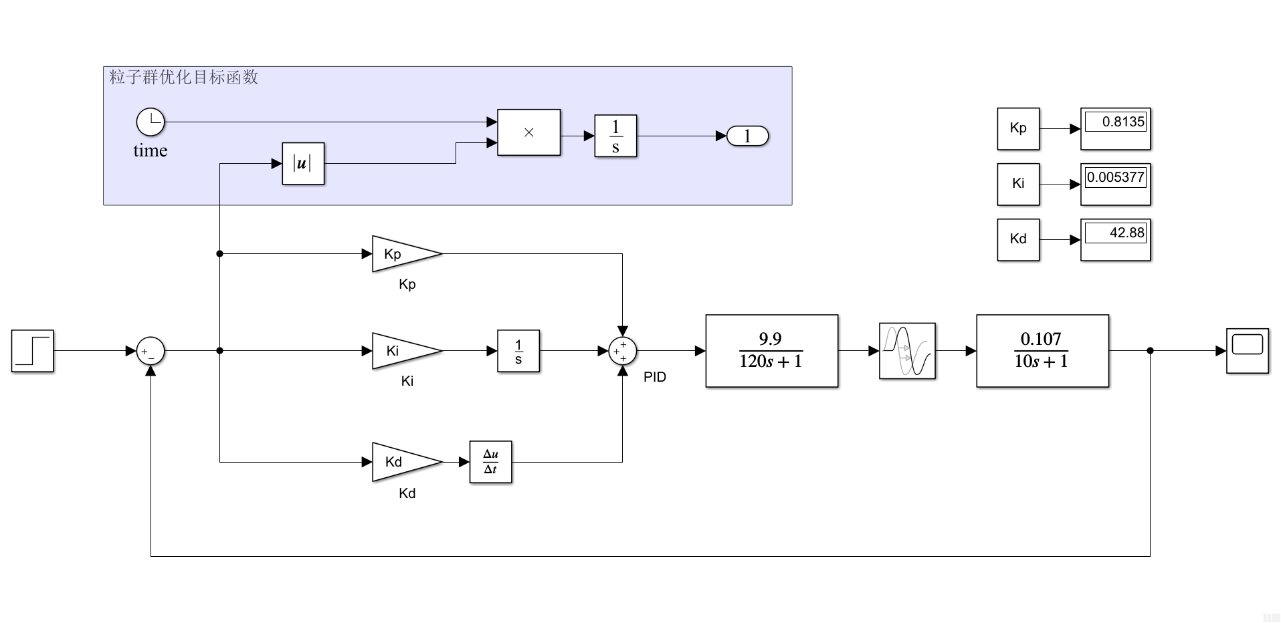 粒子群优化目标函数
time
|u|
×
1
s
1
Kp
0.8135
Ki
0.005377
Kd
42.88
Kp
Kp
+
−
Ki
Ki
1
s
+
+
+
PID
9.9
120s + 1
0.107
10s + 1
Kd
Kd
Δu
Δt